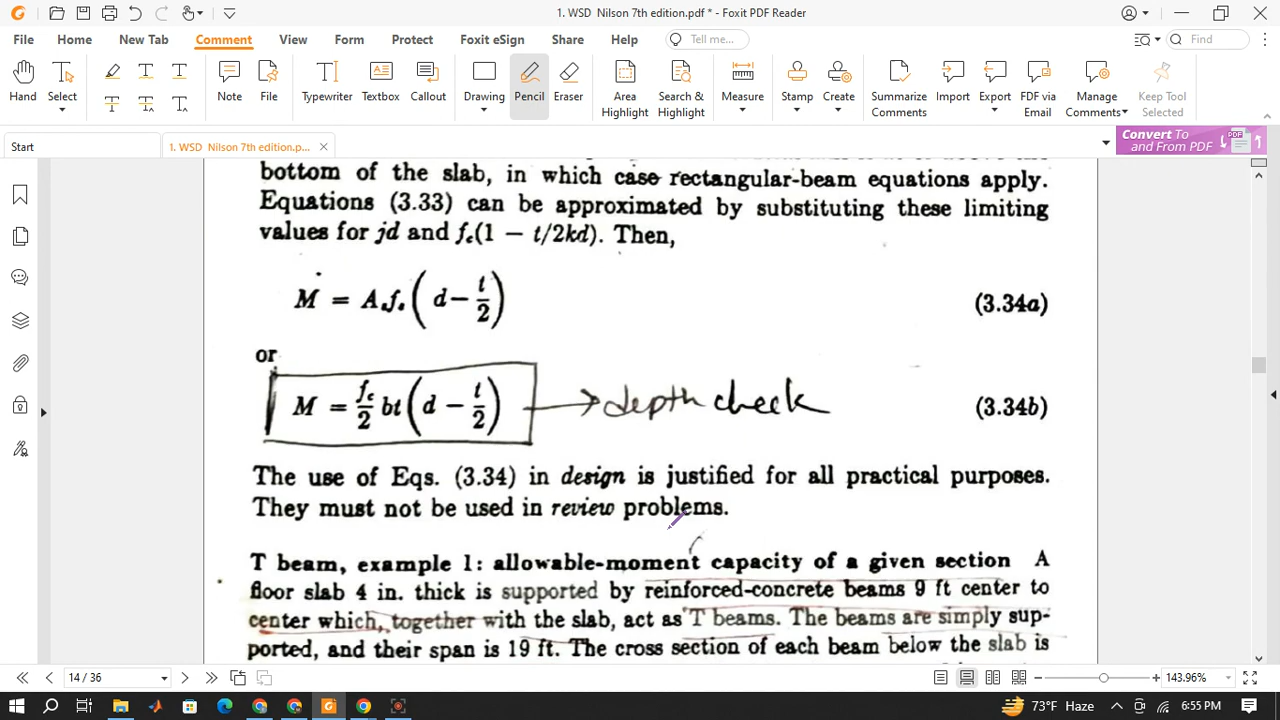 1. WSD Nilson 7th edition.pdf * - Foxit PDF Reader
File Home New Tab Comment View Form Protect Foxit eSign Share Help Tell me... Find
Hand Select Note File Typewriter Textbox Callout Drawing Pencil Eraser Area Highlight Search & Highlight Measure Stamp Create Summarize Comments Import Export FDF via Email Manage Comments Keep Tool Selected
Start 1. WSD Nilson 7th edition.p... Convert To and From PDF PDF
bottom of the slab, in which case rectangular-beam equations apply.
Equations (3.33) can be approximated by substituting these limiting
values for jd and fc(1 − t/2kd). Then,
M = Asfs(d − t/2) (3.34a)
or
M = fc/2 bt(d − t/2) → depth check (3.34b)
The use of Eqs. (3.34) in design is justified for all practical purposes.
They must not be used in review problems.
T beam, example 1: allowable-moment capacity of a given section A
floor slab 4 in. thick is supported by reinforced-concrete beams 9 ft center to
center which, together with the slab, act as T beams. The beams are simply sup-
ported, and their span is 19 ft. The cross section of each beam below the slab is
14 / 36 143.96%
73°F Haze 6:55 PM